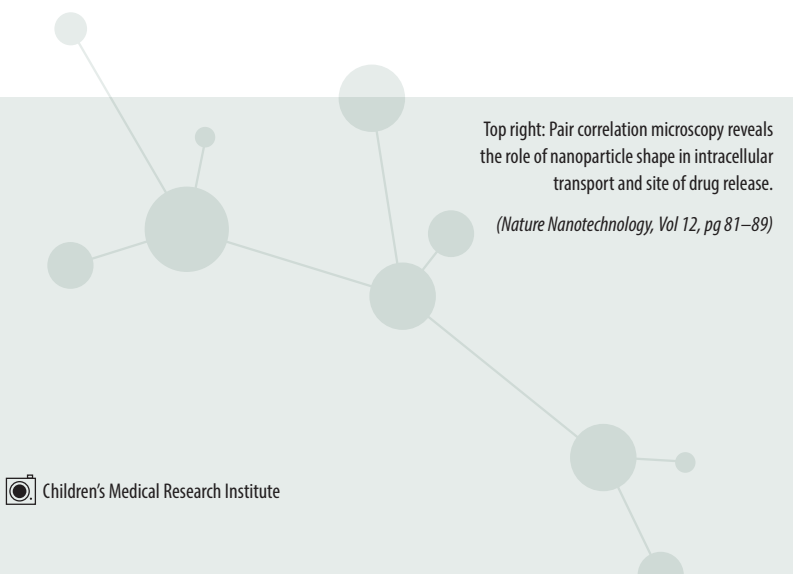 Top right: Pair correlation microscopy reveals
the role of nanoparticle shape in intracellular
transport and site of drug release.
(Nature Nanotechnology, Vol 12, pg 81–89)
Children's Medical Research Institute